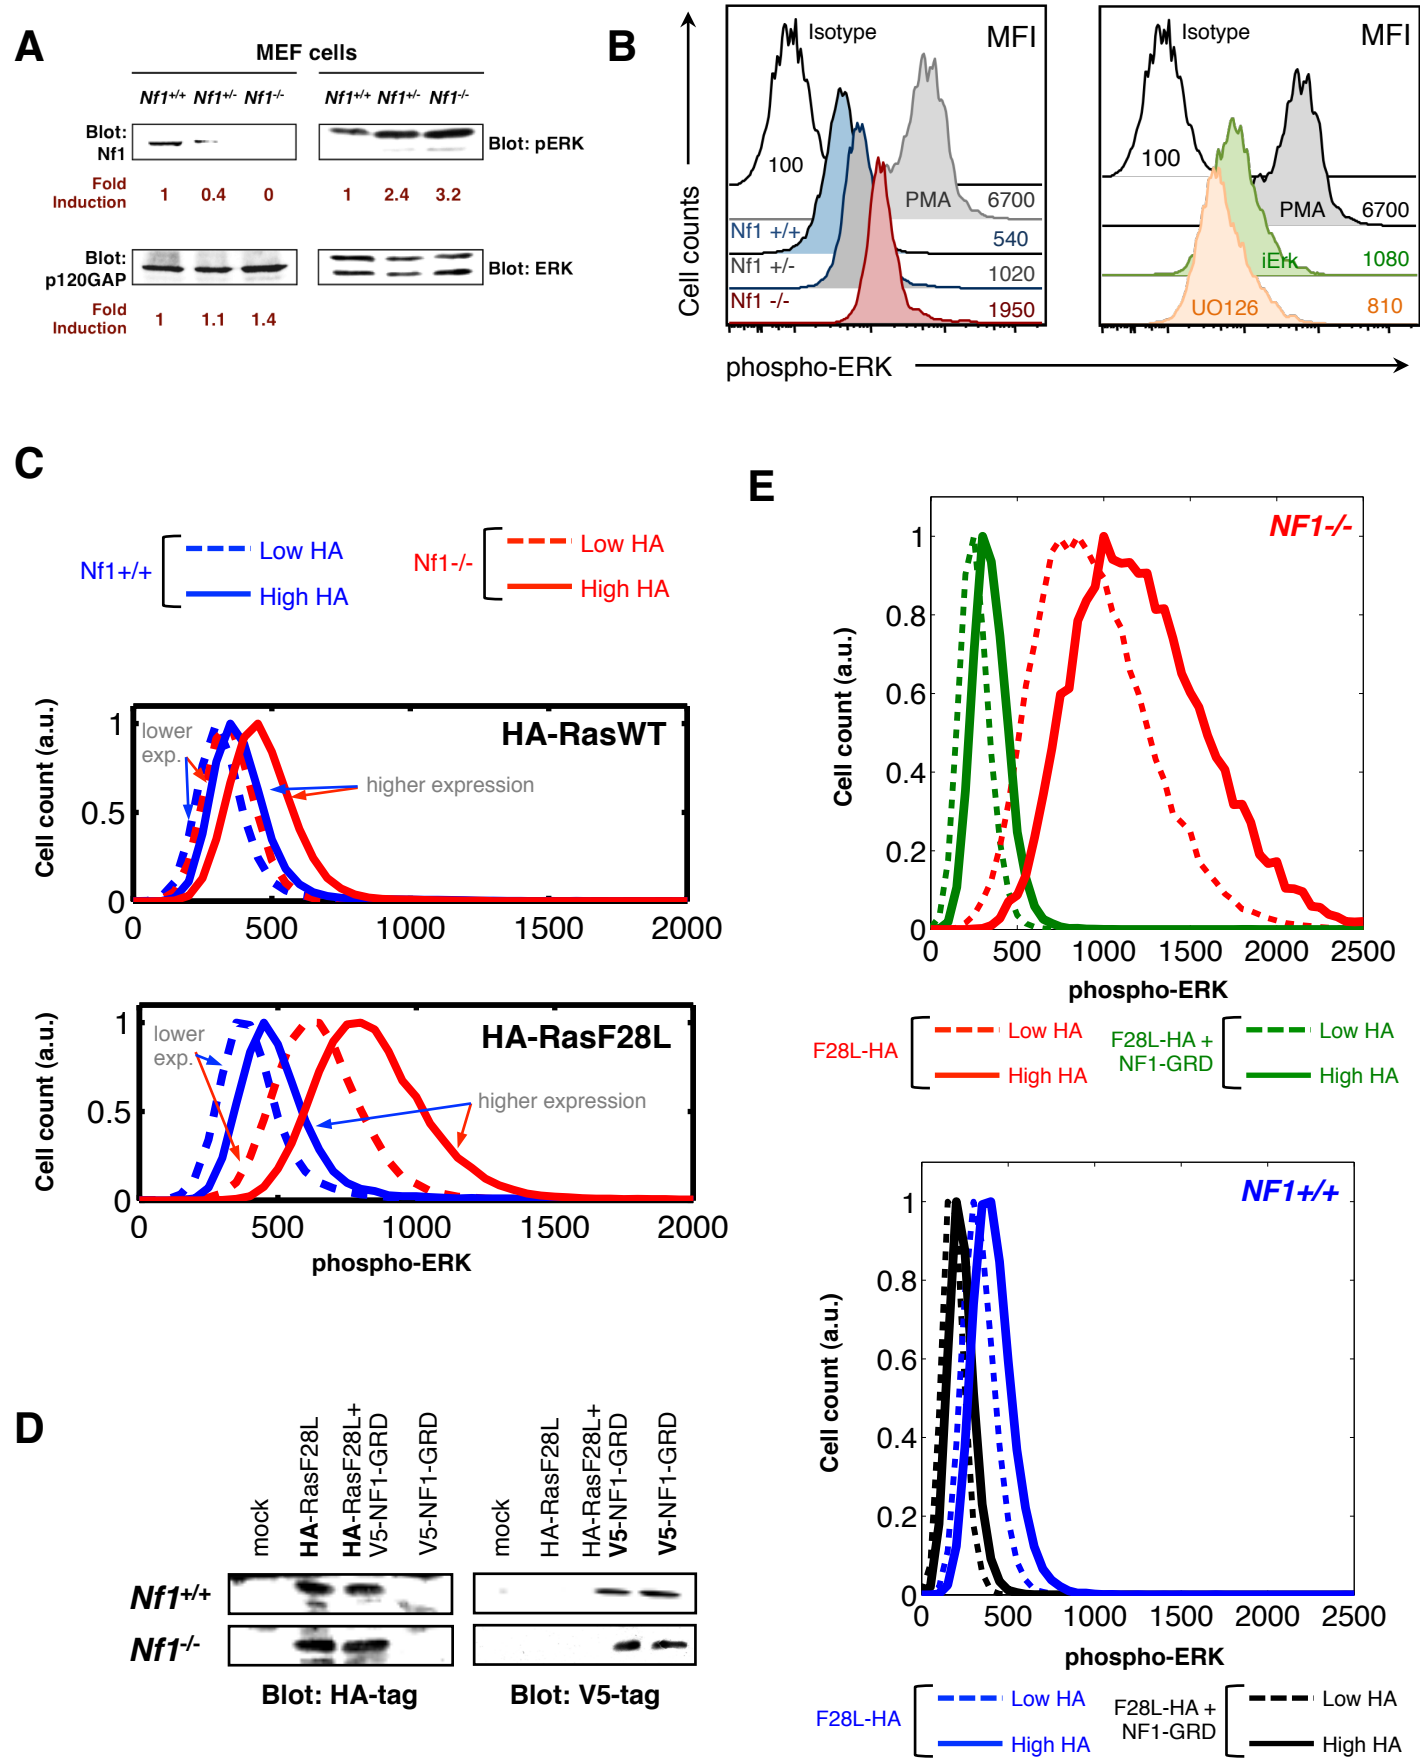 A
MEF cells
Nf1+/+ Nf1+/- Nf1-/- Nf1+/+ Nf1+/- Nf1-/-
Blot:
Nf1
Blot: pERK
Fold
Induction
1 0.4 0 1 2.4 3.2
Blot:
p120GAP
Blot: ERK
Fold
Induction
1 1.1 1.4
B
Cell counts
Isotype
MFI
100
PMA
6700
Nf1 +/+
540
Nf1 +/-
1020
Nf1 -/-
1950
Isotype
MFI
100
PMA
6700
iErk
1080
UO126
810
phospho-ERK
C
Nf1+/+
Low HA
High HA
Nf1-/-
Low HA
High HA
Cell count (a.u.)
1
0.5
0
lower
exp.
HA-RasWT
higher expression
0 500 1000 1500 2000
Cell count (a.u.)
1
0.5
0
lower
exp.
HA-RasF28L
higher expression
0 500 1000 1500 2000
phospho-ERK
D
mock
HA-RasF28L
HA-RasF28L+
V5-NF1-GRD
V5-NF1-GRD
mock
HA-RasF28L
HA-RasF28L+
V5-NF1-GRD
V5-NF1-GRD
Nf1+/+
Nf1-/-
Blot: HA-tag
Blot: V5-tag
E
NF1-/-
Cell count (a.u.)
1
0.8
0.6
0.4
0.2
0
0 500 1000 1500 2000 2500
phospho-ERK
F28L-HA
Low HA
High HA
F28L-HA +
NF1-GRD
Low HA
High HA
NF1+/+
Cell count (a.u.)
1
0.8
0.6
0.4
0.2
0
0 500 1000 1500 2000 2500
phospho-ERK
F28L-HA
Low HA
High HA
F28L-HA +
NF1-GRD
Low HA
High HA